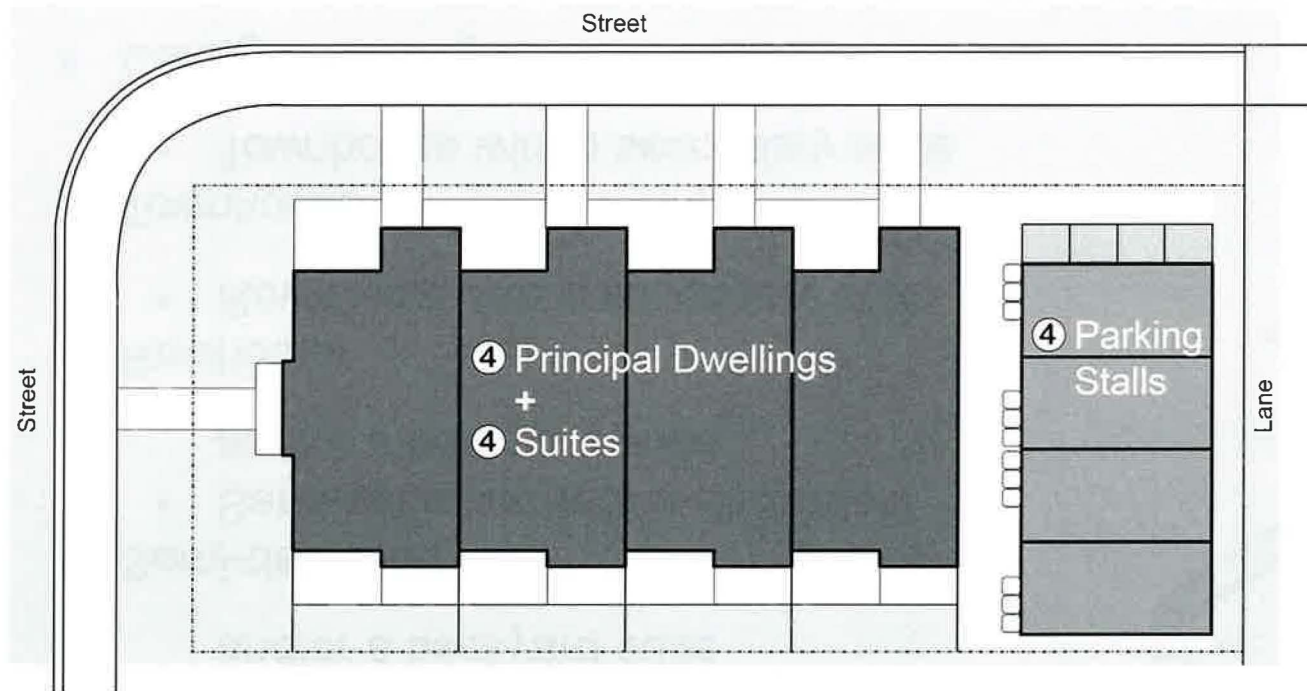 Street
Street
④ Principal Dwellings
+
④ Suites
④ Parking
Stalls
Lane